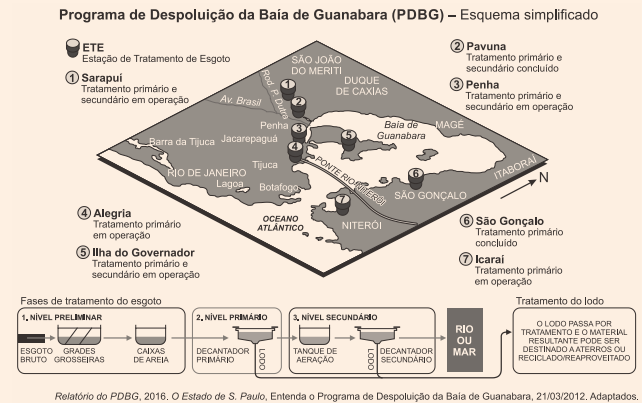 Programa de Despoluição da Baía de Guanabara (PDBG) – Esquema simplificado
ETE
Estação de Tratamento de Esgoto
1 Sarapuí
Tratamento primário e
secundário em operação
2 Pavuna
Tratamento primário e
secundário concluído
3 Penha
Tratamento primário e
secundário em operação
SÃO JOÃO
DO MERITI
DUQUE
DE CAXIAS
Rod. P. Dutra
Av. Brasil
1
2
3
4
5
6
7
Penha
Baía de
Guanabara
MAGÉ
Barra da Tijuca
Jacarepaguá
Tijuca
RIO DE JANEIRO
Lagoa
Botafogo
PONTE RIO NITERÓI
ITABORAÍ
N
SÃO GONÇALO
OCEANO
ATLÂNTICO
NITERÓI
4 Alegria
Tratamento primário
em operação
5 Ilha do Governador
Tratamento primário e
secundário em operação
6 São Gonçalo
Tratamento primário
concluído
7 Icaraí
Tratamento primário
em operação
Fases de tratamento do esgoto
1. NÍVEL PRELIMINAR
ESGOTO
BRUTO
GRADES
GROSSEIRAS
CAIXAS
DE AREIA
2. NÍVEL PRIMÁRIO
DECANTADOR
PRIMÁRIO
LODO
3. NÍVEL SECUNDÁRIO
TANQUE DE
AERAÇÃO
LODO
DECANTADOR
SECUNDÁRIO
RIO
OU
MAR
Tratamento do lodo
O LODO PASSA POR
TRATAMENTO E O MATERIAL
RESULTANTE PODE SER
DESTINADO A ATERROS OU
RECICLADO/REAPROVEITADO
Relatório do PDBG, 2016. O Estado de S. Paulo, Entenda o Programa de Despoluição da Baía de Guanabara, 21/03/2012. Adaptados.